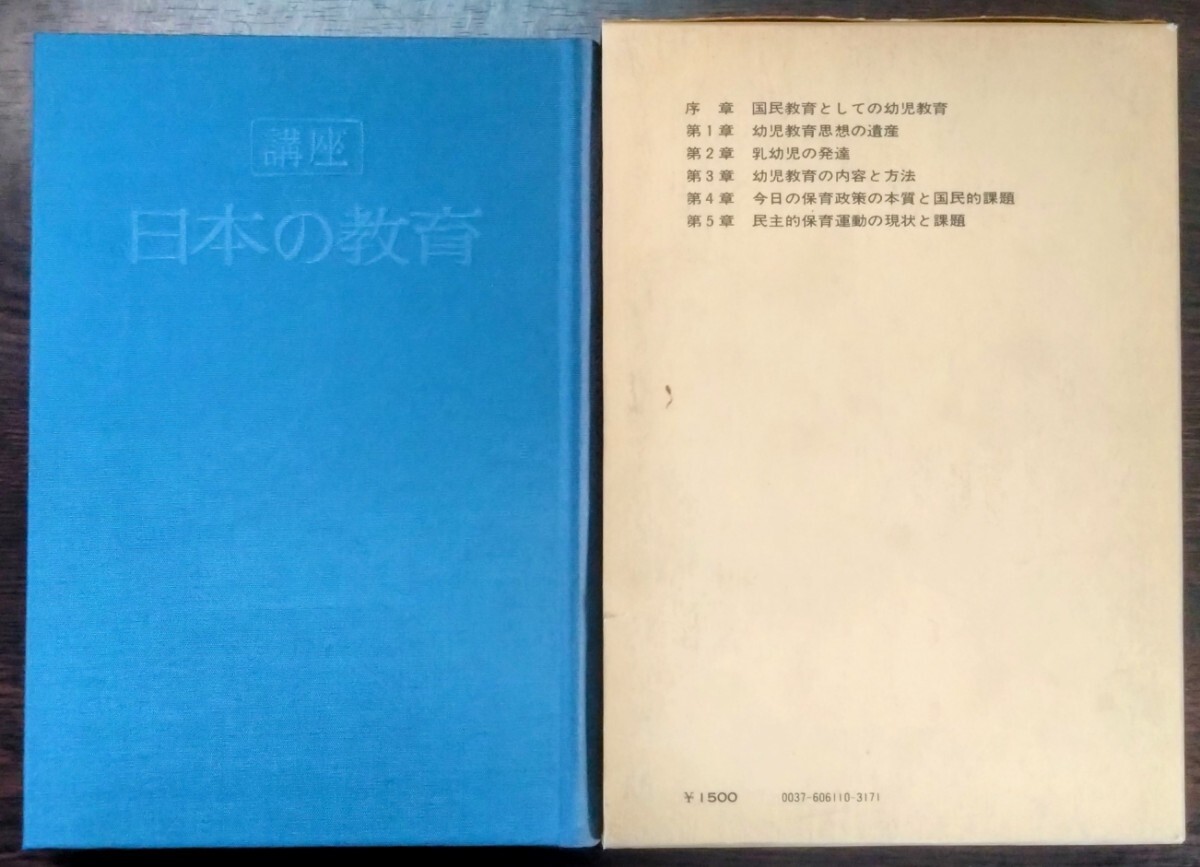 講座
日本の教育
序　章　国民教育としての幼児教育
第1章　幼児教育思想の遺産
第2章　乳幼児の発達
第3章　幼児教育の内容と方法
第4章　今日の保育政策の本質と国民的課題
第5章　民主的保育運動の現状と課題
¥1500　0037-606110-3171